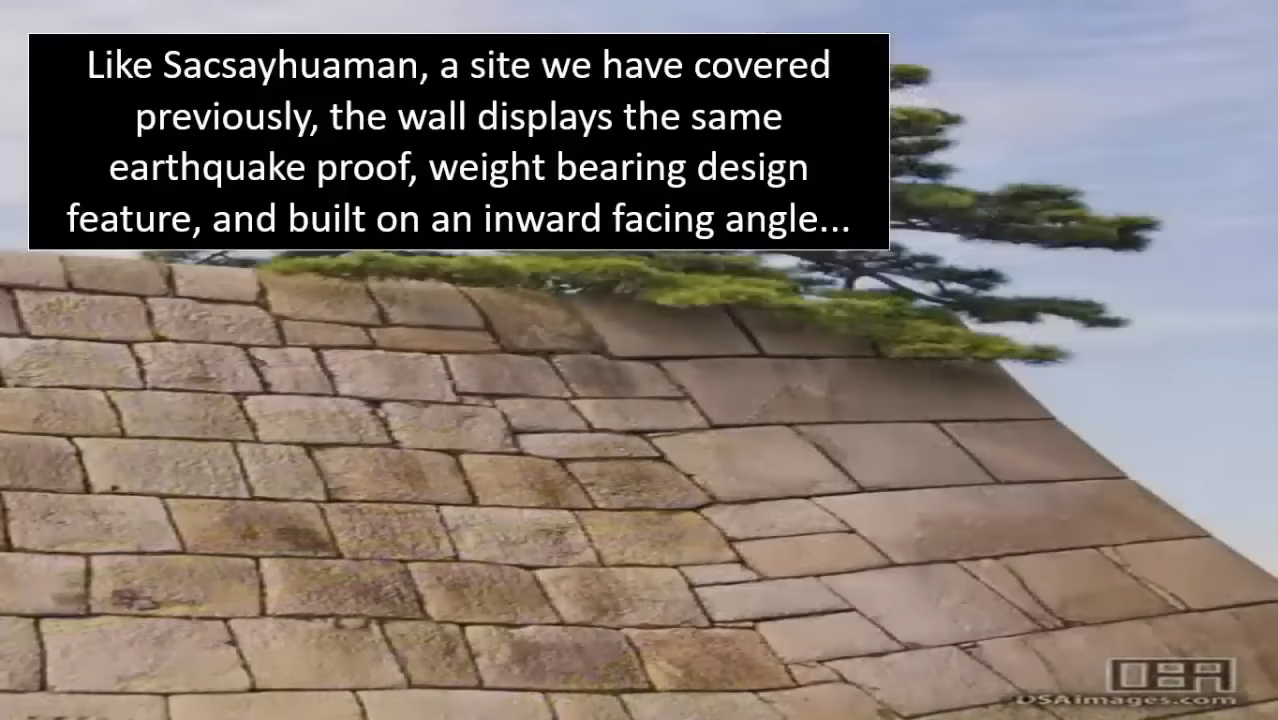 Like Sacsayhuaman, a site we have covered
previously, the wall displays the same
earthquake proof, weight bearing design
feature, and built on an inward facing angle...
DSA
DSAimages.com